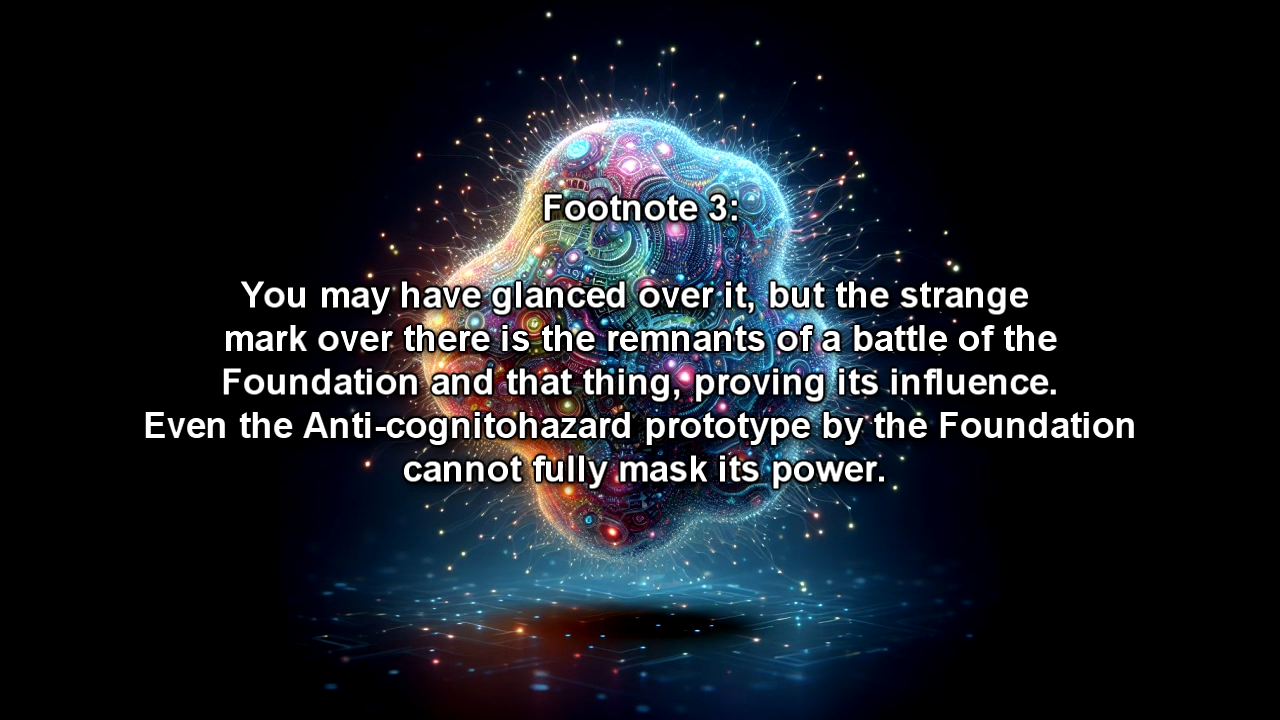 Footnote 3:
You may have glanced over it, but the strange
mark over there is the remnants of a battle of the
Foundation and that thing, proving its influence.
Even the Anti-cognitohazard prototype by the Foundation
cannot fully mask its power.